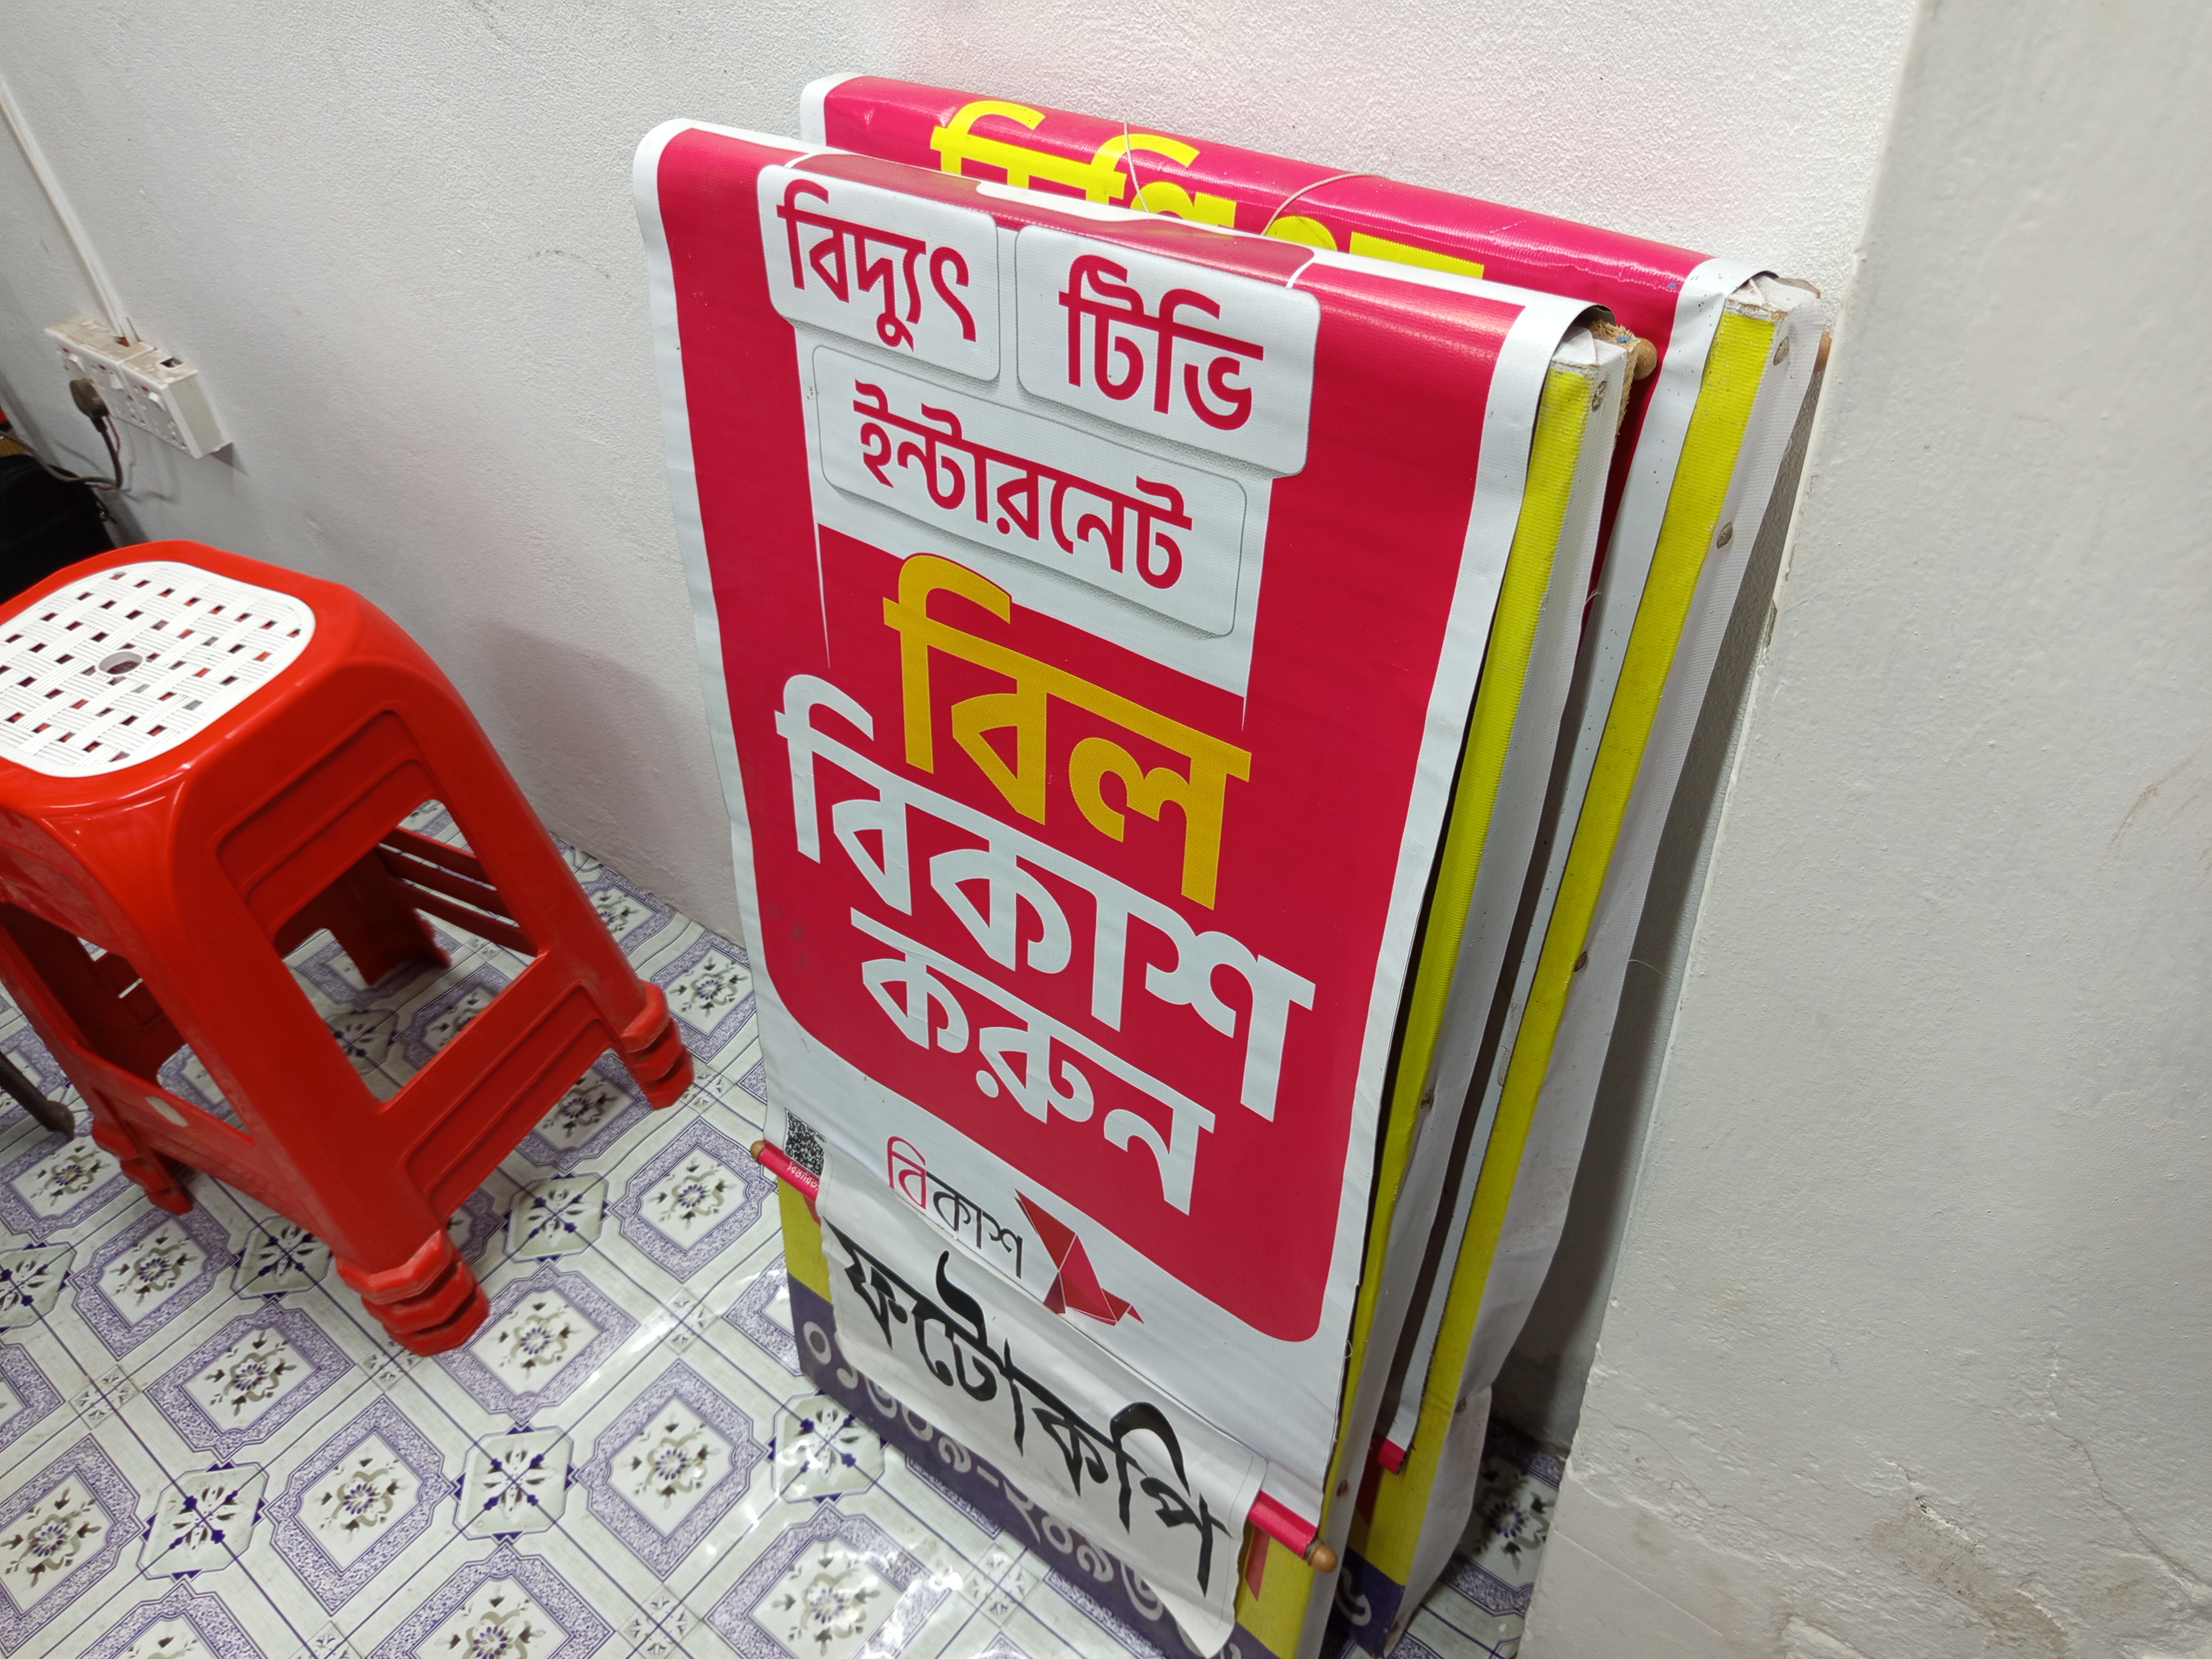 বিদ্যুৎ টিভি
ইন্টারনেট
বিল
বিকাশ
করুন
বিকাশ
ফটোকপি